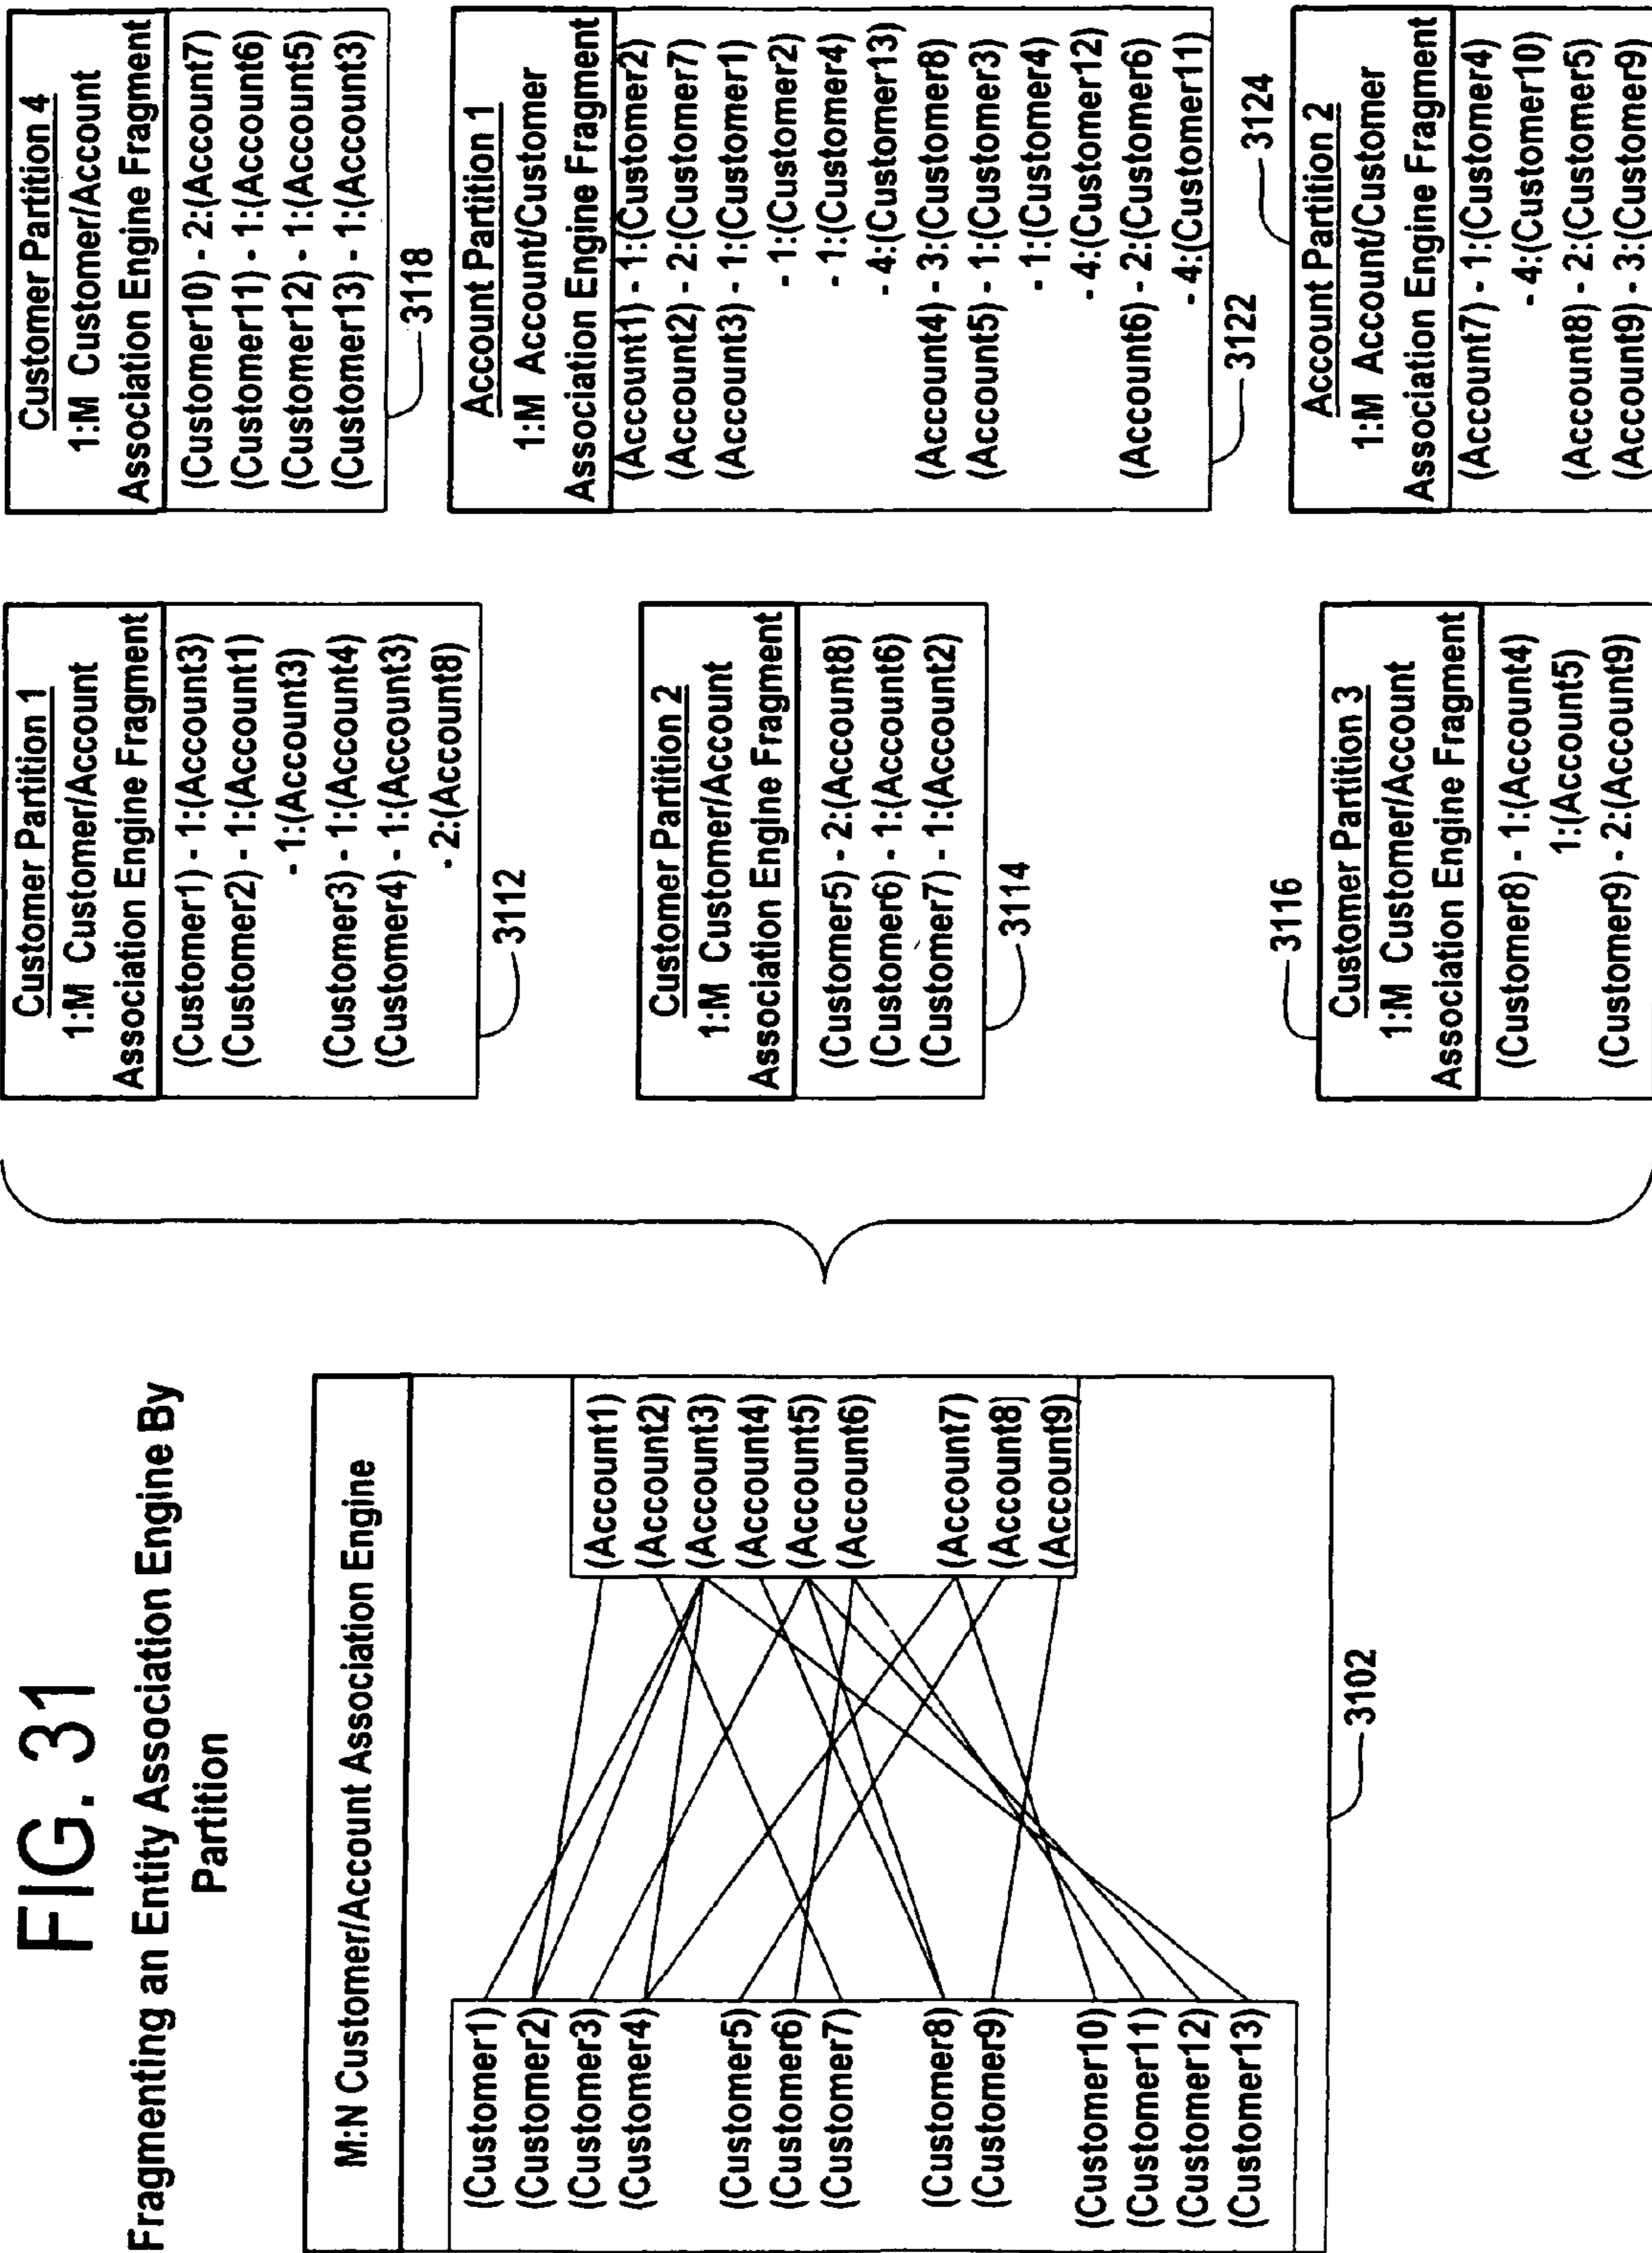 FIG. 31
Fragmenting an Entity Association Engine By
Partition
M:N Customer/Account Association Engine
(Customer1)
(Customer2)
(Customer3)
(Customer4)
(Customer5)
(Customer6)
(Customer7)
(Customer8)
(Customer9)
(Customer10)
(Customer11)
(Customer12)
(Customer13)
(Account1)
(Account2)
(Account3)
(Account4)
(Account5)
(Account6)
(Account7)
(Account8)
(Account9)
3102
Customer Partition 1
1:M Customer/Account
Association Engine Fragment
(Customer1) - 1:(Account3)
(Customer2) - 1:(Account1)
- 1:(Account3)
(Customer3) - 1:(Account4)
(Customer4) - 1:(Account3)
- 2:(Account8)
3112
Customer Partition 2
1:M Customer/Account
Association Engine Fragment
(Customer5) - 2:(Account8)
(Customer6) - 1:(Account6)
(Customer7) - 1:(Account2)
3114
3116
Customer Partition 3
1:M Customer/Account
Association Engine Fragment
(Customer8) - 1:(Account4)
1:(Account5)
(Customer9) - 2:(Account9)
Customer Partition 4
1:M Customer/Account
Association Engine Fragment
(Customer10) - 2:(Account7)
(Customer11) - 1:(Account6)
(Customer12) - 1:(Account5)
(Customer13) - 1:(Account3)
3118
Account Partition 1
1:M Account/Customer
Association Engine Fragment
(Account1) - 1:(Customer2)
(Account2) - 2:(Customer7)
(Account3) - 1:(Customer1)
- 1:(Customer2)
- 1:(Customer4)
- 4:(Customer13)
(Account4) - 3:(Customer8)
(Account5) - 1:(Customer3)
- 1:(Customer4)
- 4:(Customer12)
(Account6) - 2:(Customer6)
- 4:(Customer11)
3122
3124
Account Partition 2
1:M Account/Customer
Association Engine Fragment
(Account7) - 1:(Customer4)
- 4:(Customer10)
(Account8) - 2:(Customer5)
(Account9) - 3:(Customer9)